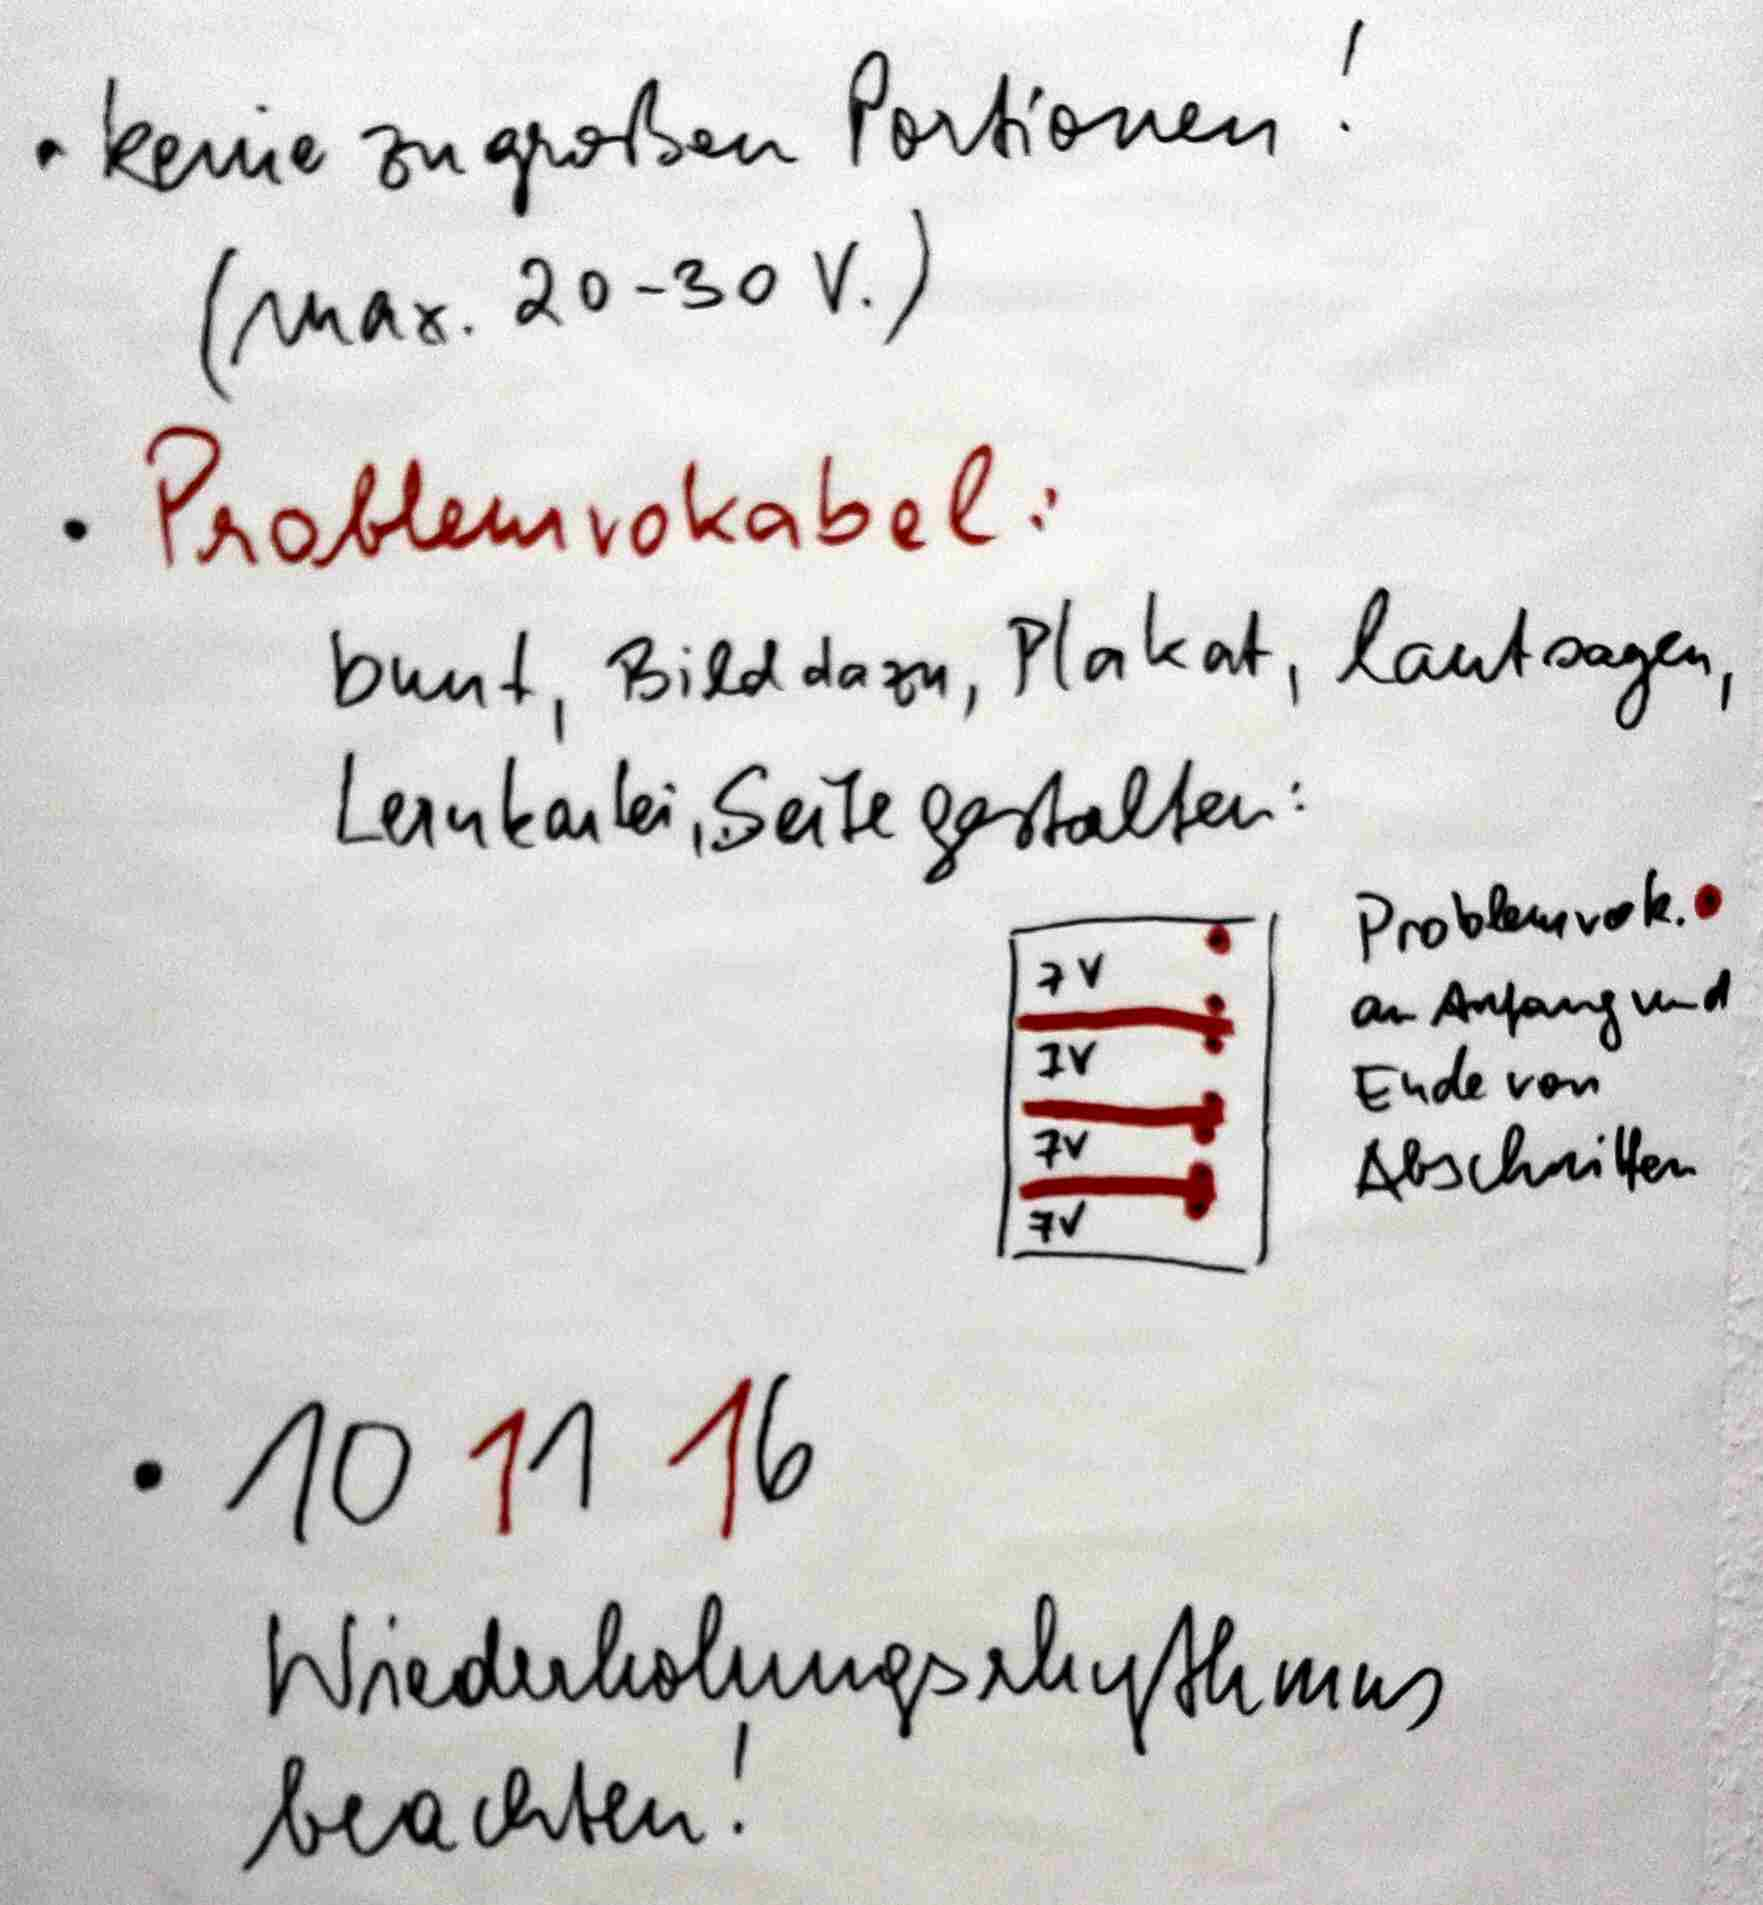 • keine zu großen Portionen!
(max. 20-30 V.)
• Problemvokabel:
bunt, Bild dazu, Plakat, laut sagen,
Lernkartei, Seite gestalten:
7V
7V
7V
7V
Problemvok. •
an Anfang und
Ende von
Abschnitten
• 10 11 16
Wiederholungsrhythmus
beachten!